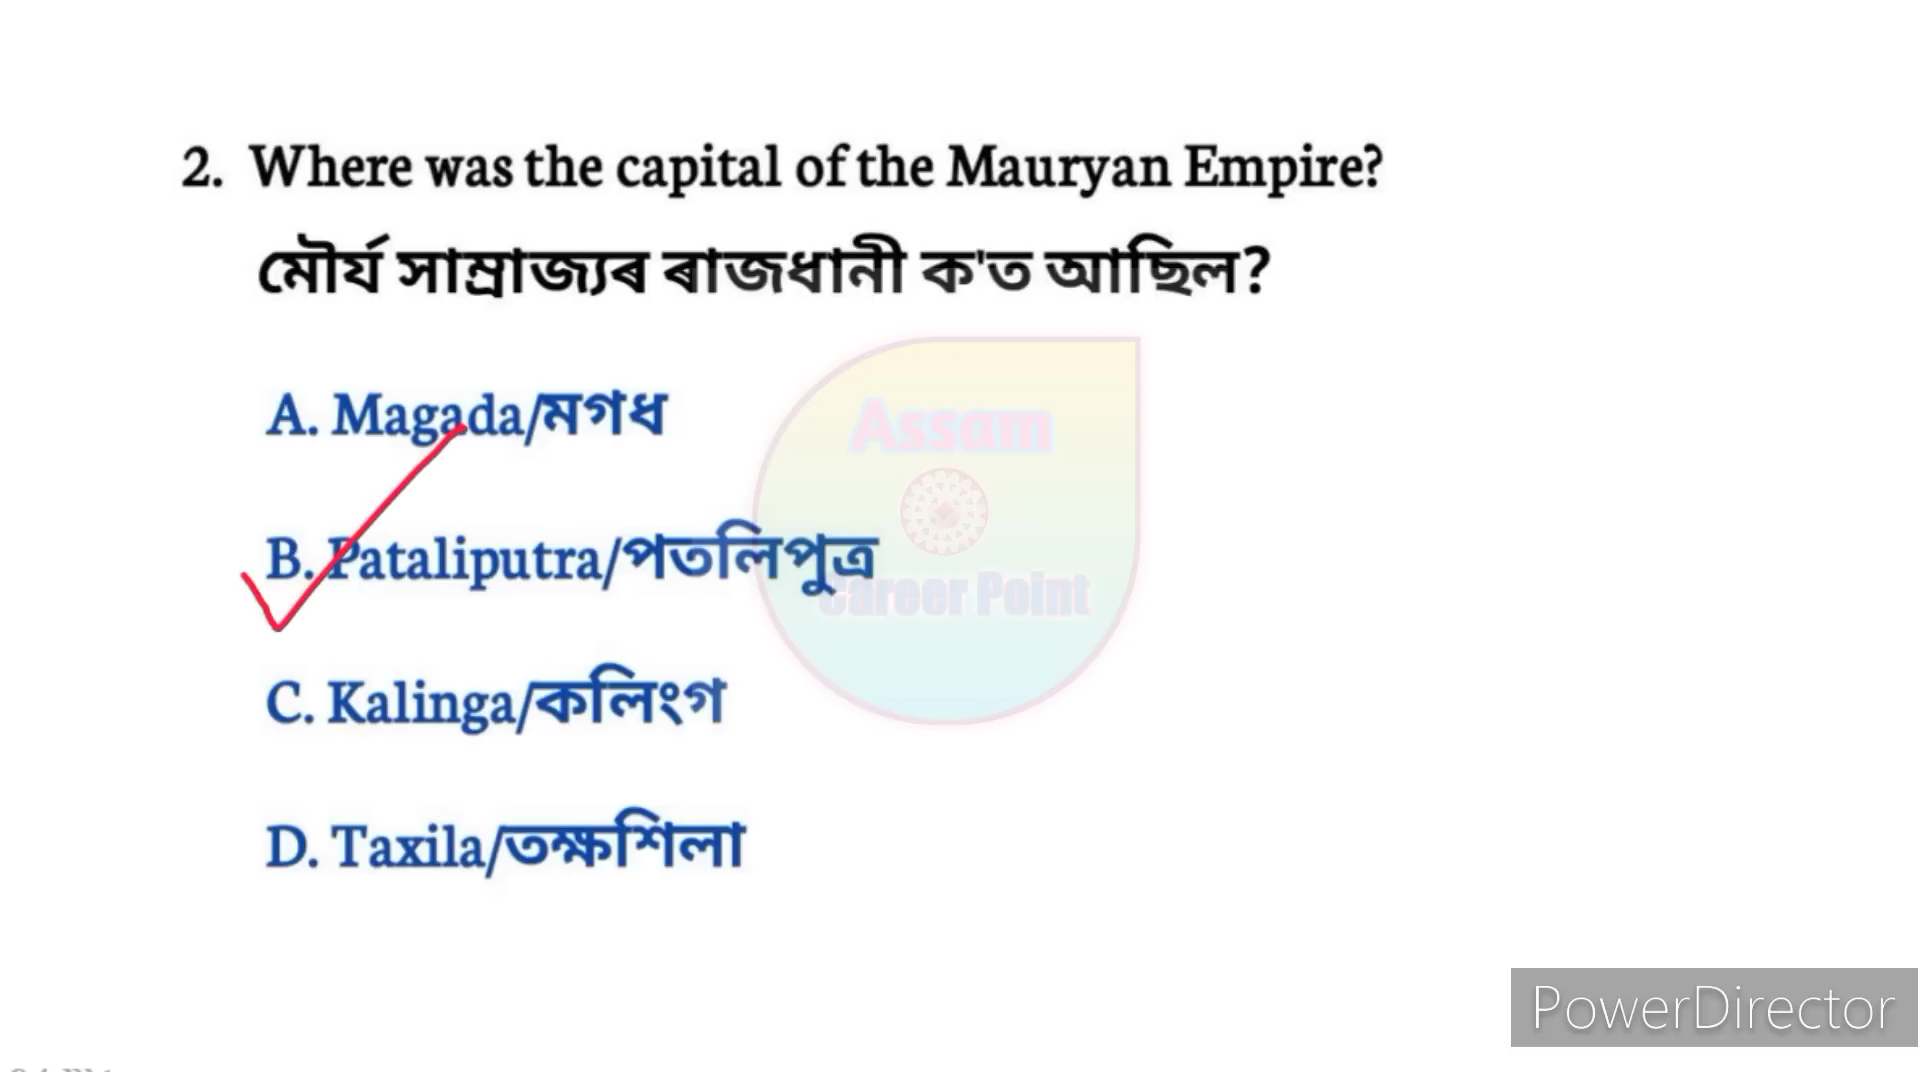 2. Where was the capital of the Mauryan Empire?
মৌৰ্য সাম্ৰাজ্যৰ ৰাজধানী ক'ত আছিল?
A. Magada/মগধ
Assam
B. Pataliputra/পতলিপুত্ৰ
Career Point
C. Kalinga/কলিংগ
D. Taxila/তক্ষশিলা
PowerDirector